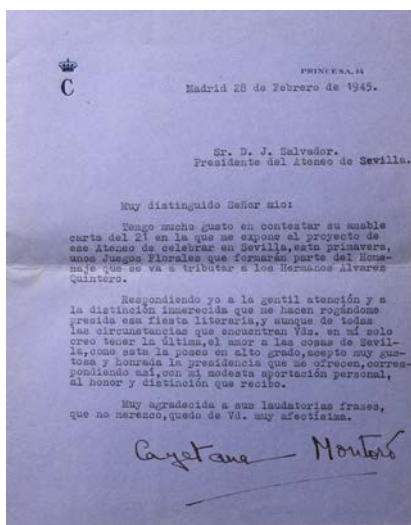 C
PRINCESA, 14
Madrid 28 de Febrero de 1945.
Sr. D. J. Salvador.
Presidente del Ateneo de Sevilla.
Muy distinguido Señor mio:
Tengo mucho gusto en contestar su amable
carta del 21 en la que me expone el proyecto de
ese Ateneo de celebrar en Sevilla,esta primavera,
unos Juegos Florales que formarán parte del Home-
naje que se va a tributar a los Hermanos Alvarez
Quintero.
Respondiendo yo a la gentil atención y a
la distinción inmerecida que me hacen rogándome
presida esa fiesta literaria,y aunque de todas
las circunstancias que encuentran Vds. en mí solo
creo tener la última,el amor a las cosas de Sevil-
la,como esta la poseo en alto grado,acepto muy gus-
tosa y honrada la presidencia que me ofrecen,corres-
pondiendo así,con mi modesta aportación personal,
al honor y distinción que recibo.
Muy agradecida a sus laudatorias frases,
que no merezco,quedo de Vd. muy afectísima.
Cayetana Montoró